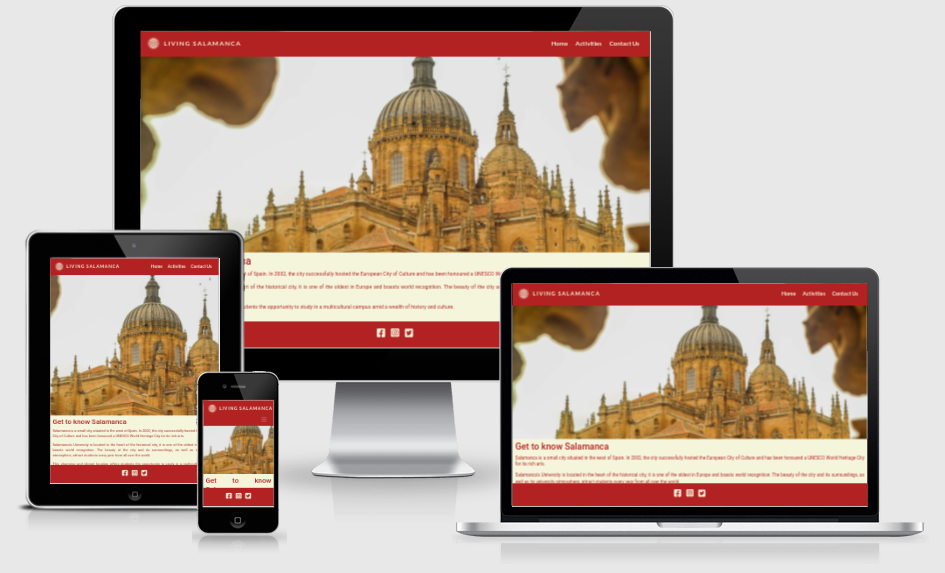 LIVING SALAMANCA
Home Activities Contact Us
a
of Spain. In 2002, the city successfully hosted the European City of Culture and has been honoured a UNESCO
t of the historical city, it is one of the oldest in Europe and boasts world recognition. The beauty of the city
dents the opportunity to study in a multicultural campus amid a wealth of history and culture.
LIVING SALAMANCA
Home Activities Contact Us
Get to know Salamanca
Salamanca is a small city situated in the west of Spain. In 2002, the city successfully hosted the European
City of Culture and has been honoured a UNESCO World Heritage City for its rich arts.
Salamanca's University is located in the heart of the historical city, it is one of the oldest in
boasts world recognition. The beauty of the city and its surroundings, as well as
atmosphere, attract students every year from all over the world.
LIVING SALAMANCA
Get to know
LIVING SALAMANCA
Home Activities Contact Us
Get to know Salamanca
Salamanca is a small city situated in the west of Spain. In 2002, the city successfully hosted the European City of Culture and has been honoured a UNESCO World Heritage City
for its rich arts.
Salamanca's University is located in the heart of the historical city, it is one of the oldest in Europe and boasts world recognition. The beauty of the city and its surroundings, as
well as its university atmosphere, attract students every year from all over the world.